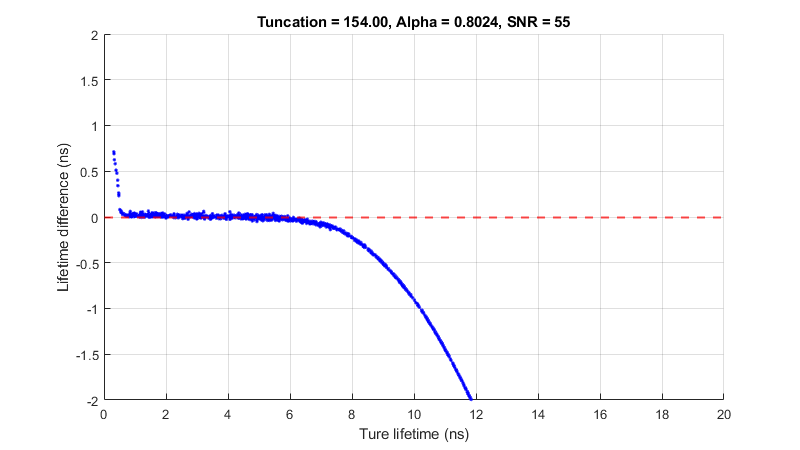 Tuncation = 154.00, Alpha = 0.8024, SNR = 55
2
1.5
1
0.5
0
-0.5
-1
-1.5
-2
Lifetime difference (ns)
0 2 4 6 8 10 12 14 16 18 20
Ture lifetime (ns)